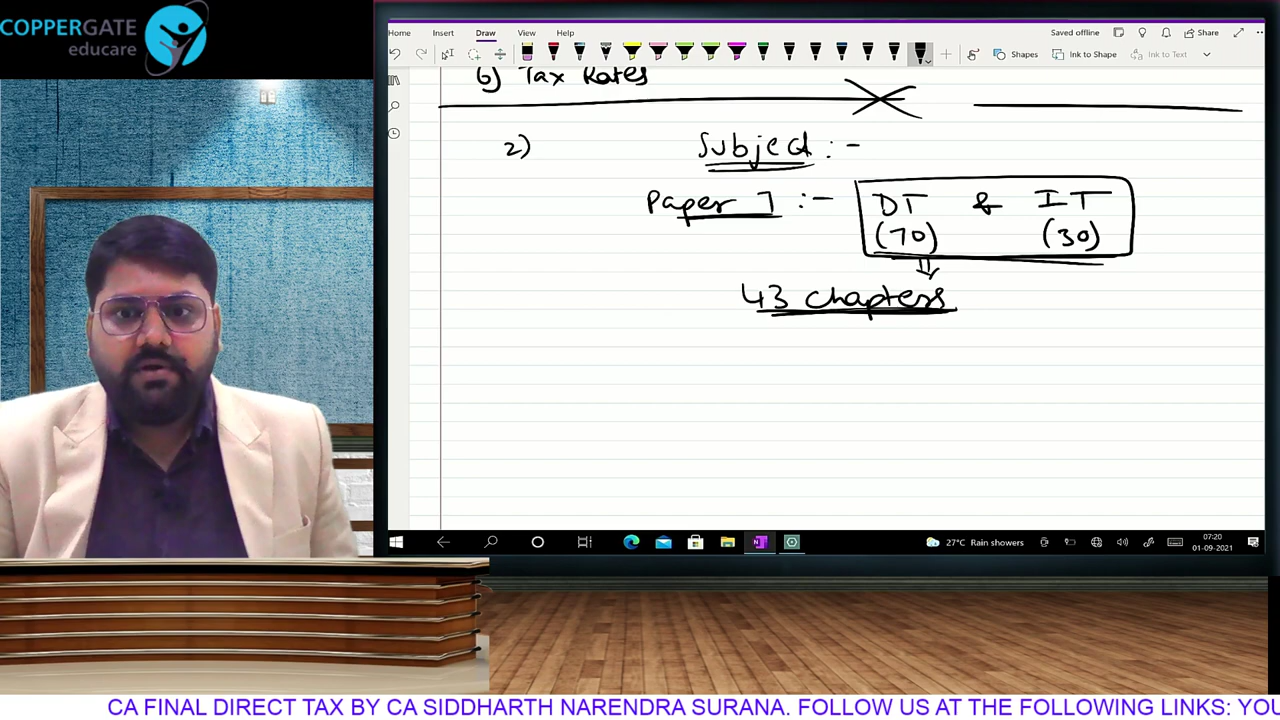 COPPERGATE
educare
Home Insert Draw View Help
Saved offline
Share
Shapes
Ink to Shape
Ink to Text
6) Tax Rates
2) Subject :-
Paper 7 :- DT & IT
(70) (30)
43 chapters
27°C Rain showers
07:20
01-09-2021
CA FINAL DIRECT TAX BY CA SIDDHARTH NARENDRA SURANA. FOLLOW US AT THE FOLLOWING LINKS: YOU